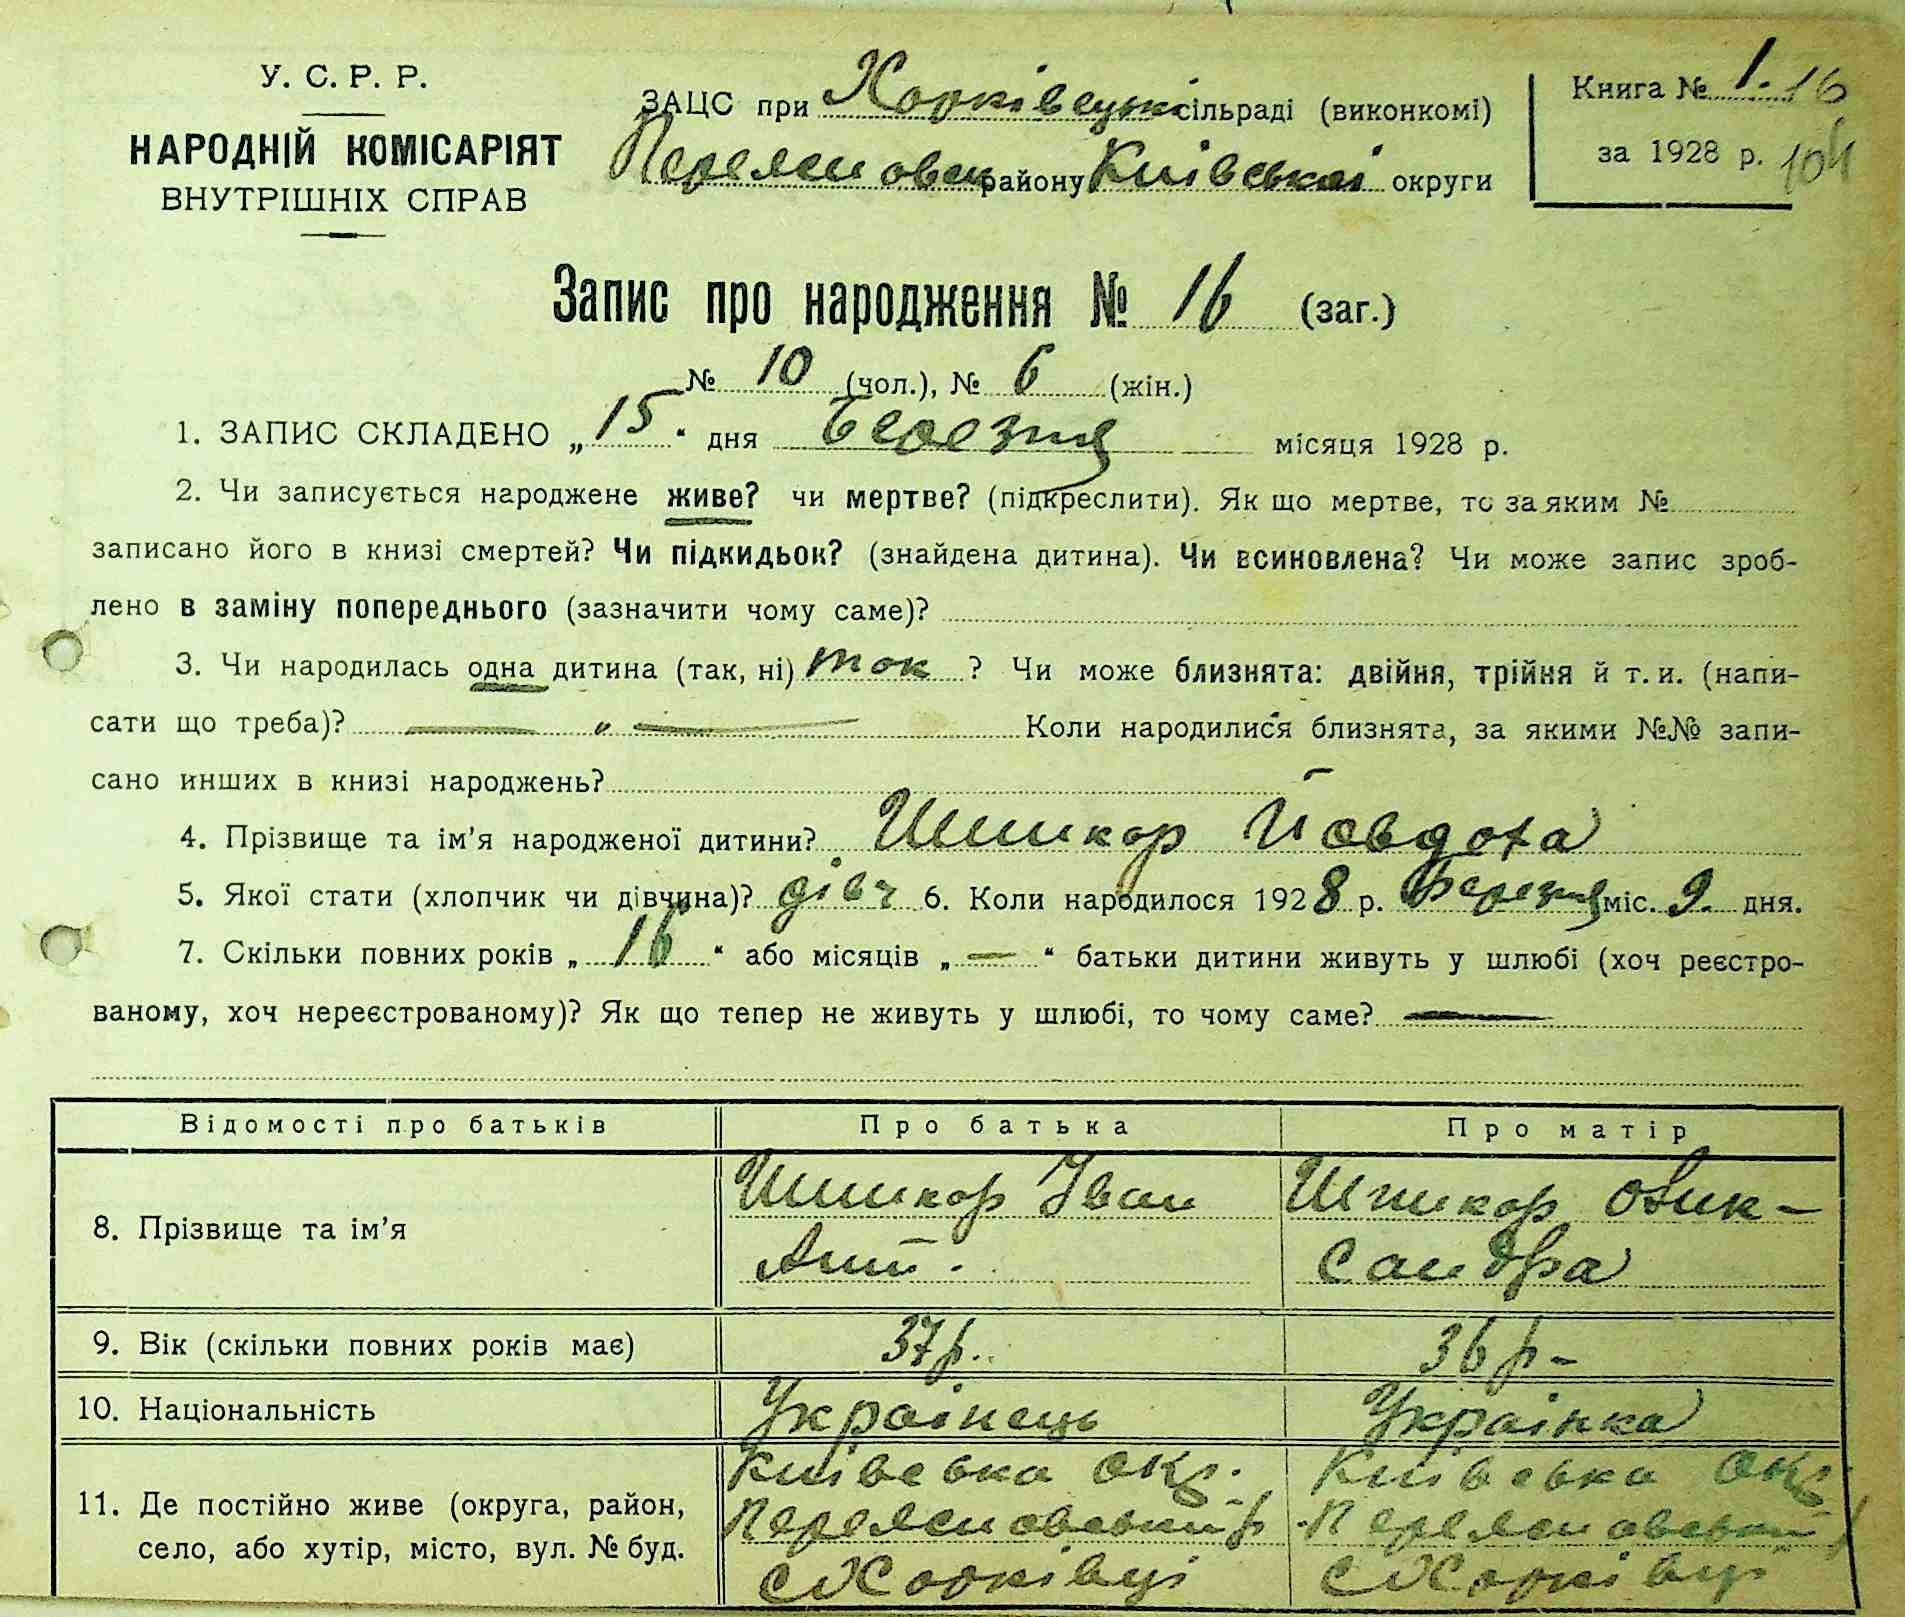 У. С. Р. Р.
НАРОДНІЙ КОМІСАРІЯТ
ВНУТРІШНІХ СПРАВ
ЗАЦС при Харківецькі сільраді (виконкомі)
Переяславськ району Київської округи
Книга № 1. 16
за 1928 р. 104
Запис про народження № 16 (заг.)
№ 10 (чол.), № 6 (жін.)
1. ЗАПИС СКЛАДЕНО „15" дня Березня місяця 1928 р.
2. Чи записується народжене живе? чи мертве? (підкреслити). Як що мертве, то за яким №
записано його в книзі смертей? Чи підкидьок? (знайдена дитина). Чи всиновлена? Чи може запис зроб-
лено в заміну попереднього (зазначити чому саме)?
3. Чи народилась одна дитина (так, ні) так ? Чи може близнята: двійня, трійня й т. и. (напи-
сати що треба)? — „ — Коли народилися близнята, за якими №№ запи-
сано инших в книзі народжень?
4. Прізвище та ім'я народженої дитини? Шпикор Йовдоха
5. Якої стати (хлопчик чи дівчина)? дівч 6. Коли народилося 1928 р. Березня міс. 9. дня.
7. Скільки повних років „16" або місяців „—" батьки дитини живуть у шлюбі (хоч реєстро-
ваному, хоч нереєстрованому)? Як що тепер не живуть у шлюбі, то чому саме? —
Відомості про батьків Про батька Про матір
8. Прізвище та ім'я Шпикор Іван Шпикор Олик-
Ант. сандра
9. Вік (скільки повних років має) 37 р. 36 р-
10. Національність Українець Українка
11. Де постійно живе (округа, район, Київська окр. Київська окр.
село, або хутір, місто, вул. № буд. Переяславський р Переяславський р
с Харківці с Харківці